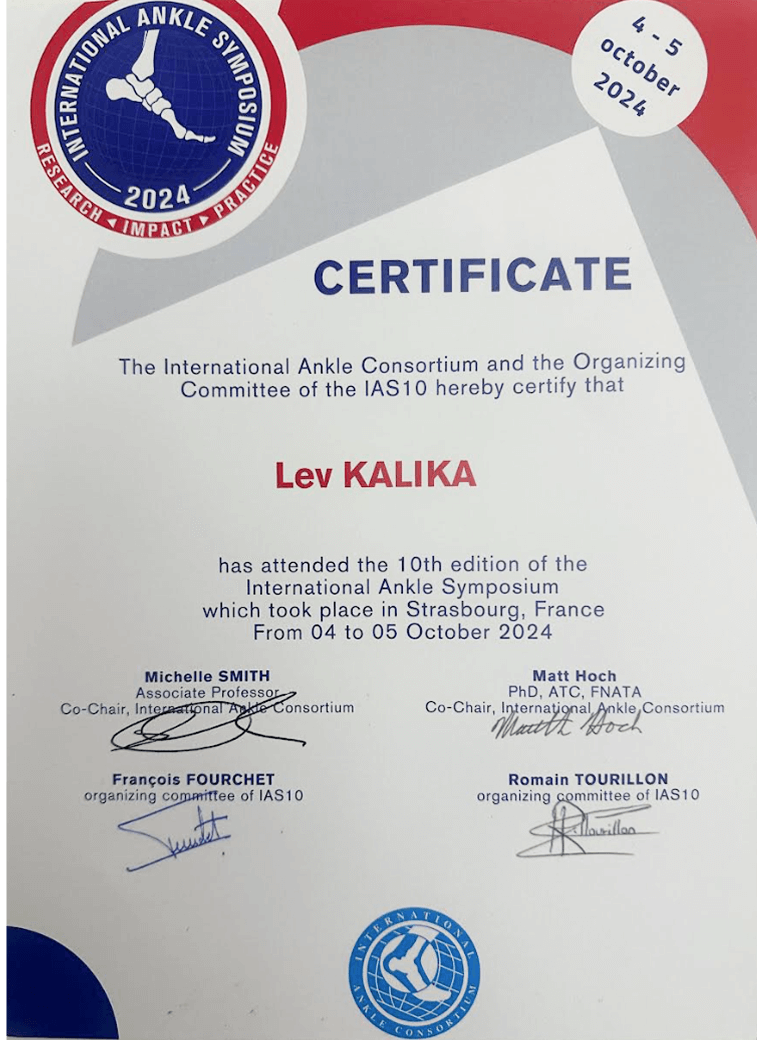 INTERNATIONAL ANKLE SYMPOSIUM
2024
RESEARCH ◄ IMPACT ► PRACTICE
4 - 5
october
2024
CERTIFICATE
The International Ankle Consortium and the Organizing
Committee of the IAS10 hereby certify that
Lev KALIKA
has attended the 10th edition of the
International Ankle Symposium
which took place in Strasbourg, France
From 04 to 05 October 2024
Michelle SMITH
Associate Professor
Co-Chair, International Ankle Consortium
Matt Hoch
PhD, ATC, FNATA
Co-Chair, International Ankle Consortium
Matth Hoch
François FOURCHET
organizing committee of IAS10
Romain TOURILLON
organizing committee of IAS10
INTERNATIONAL
ANKLE CONSORTIUM